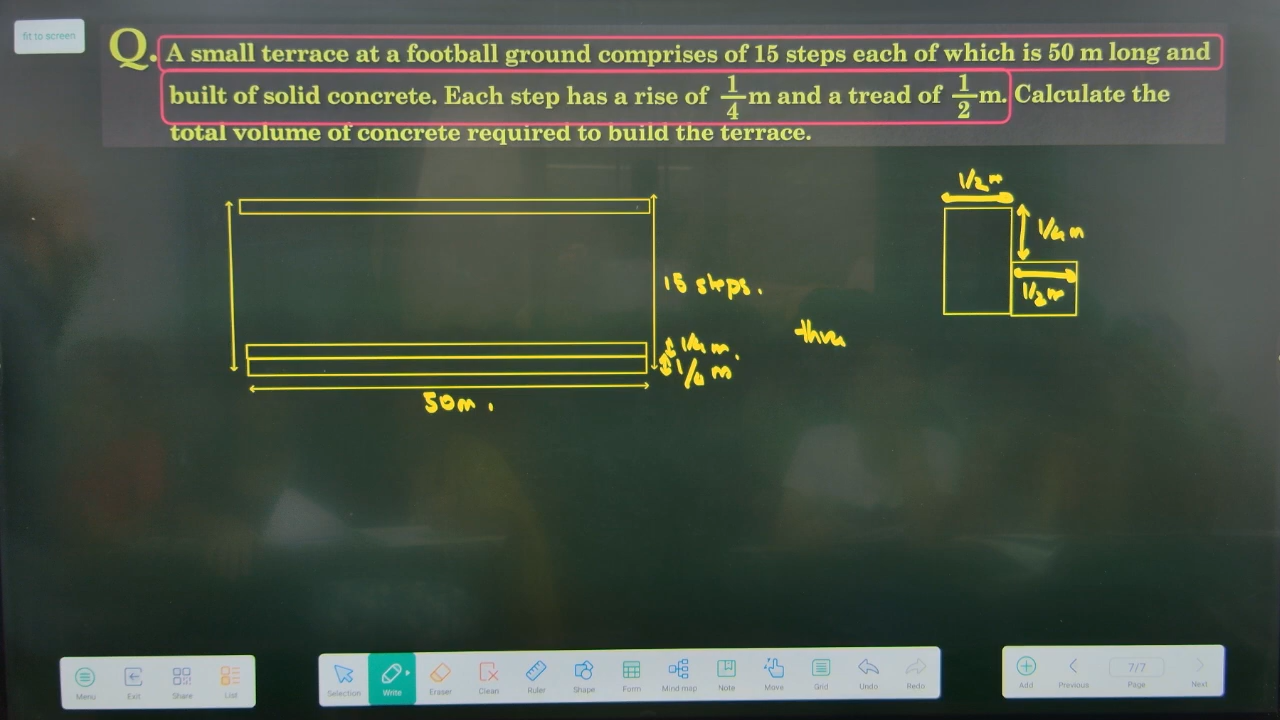 fit to screen
Q. A small terrace at a football ground comprises of 15 steps each of which is 50 m long and
built of solid concrete. Each step has a rise of 1/4 m and a tread of 1/2 m. Calculate the
total volume of concrete required to build the terrace.
1/2 m
1/4 m
1/2 m
15 steps.
1/4 m.
1/4 m
50m.
Menu Exit Share List Selection Write Eraser Clean Ruler Shape Form Mind map Note Move Grid Undo Redo Add Previous 7/7 Page Next